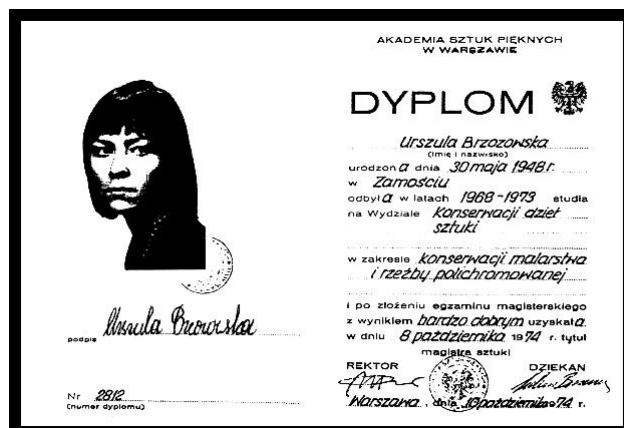 Urszula Brzozowska
podpis
Nr 2812
(numer dyplomu)
AKADEMIA SZTUK PIĘKNYCH
W WARSZAWIE
DYPLOM
Urszula Brzozowska
(imię i nazwisko)
urodzona dnia 30 maja 1948 r.
w Zamościu
odbyła w latach 1968-1973 studia
na Wydziale Konserwacji dzieł
sztuki
w zakresie konserwacji malarstwa
i rzeźby polichromowanej
i po złożeniu egzaminu magisterskiego
z wynikiem bardzo dobrym uzyskała
w dniu 8 października 1974 r. tytuł
magistra sztuki
REKTOR DZIEKAN
Warszawa, dnia 10 października 1974 r.